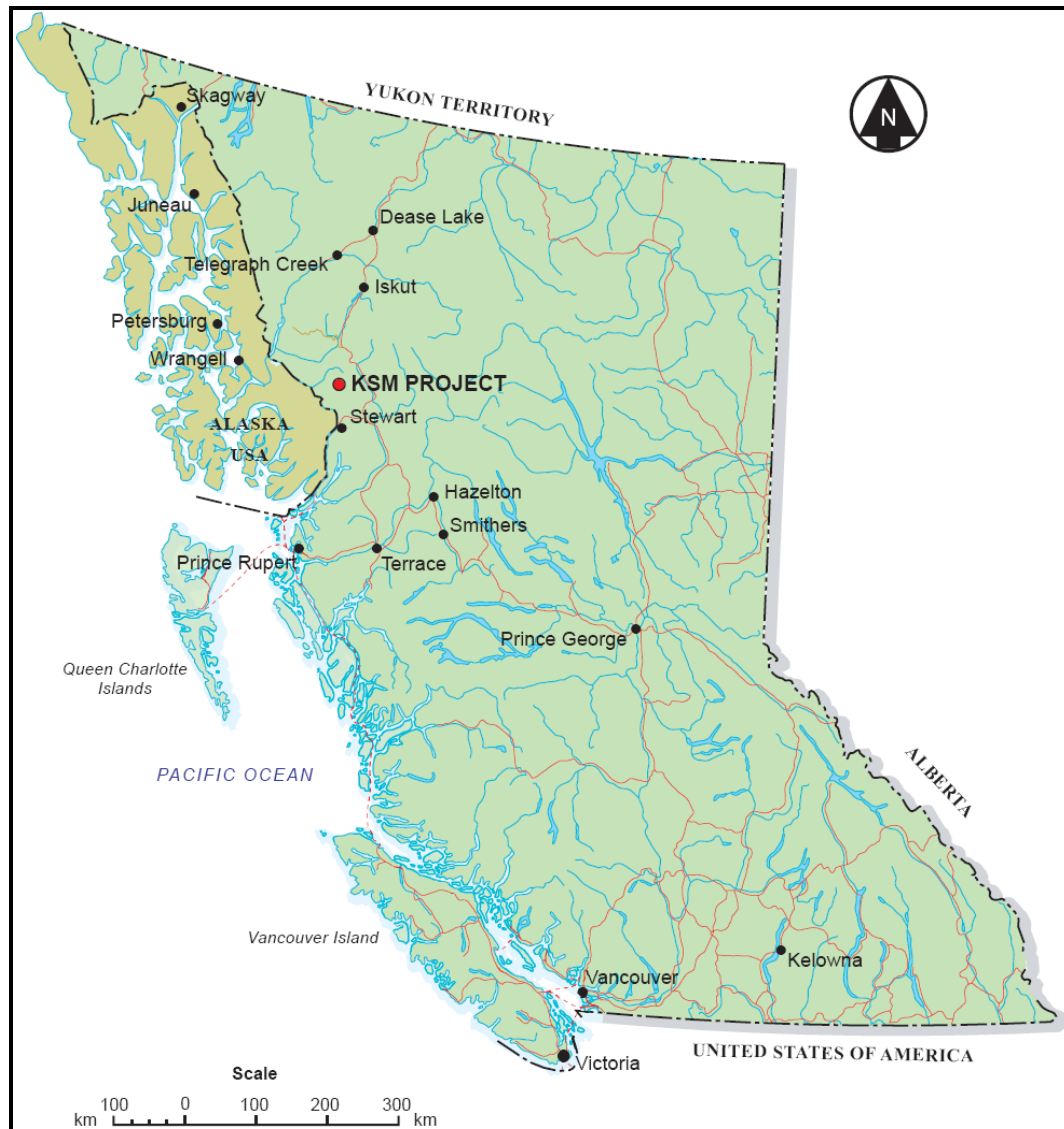 YUKON TERRITORY
N
Skagway
Juneau
Dease Lake
Telegraph Creek
Iskut
Petersburg
Wrangell
KSM PROJECT
Stewart
ALASKA
USA
Hazelton
Smithers
Prince Rupert
Terrace
Prince George
Queen Charlotte
Islands
PACIFIC OCEAN
ALBERTA
Vancouver Island
Kelowna
Vancouver
UNITED STATES OF AMERICA
Victoria
Scale
100 0 100 200 300
km km